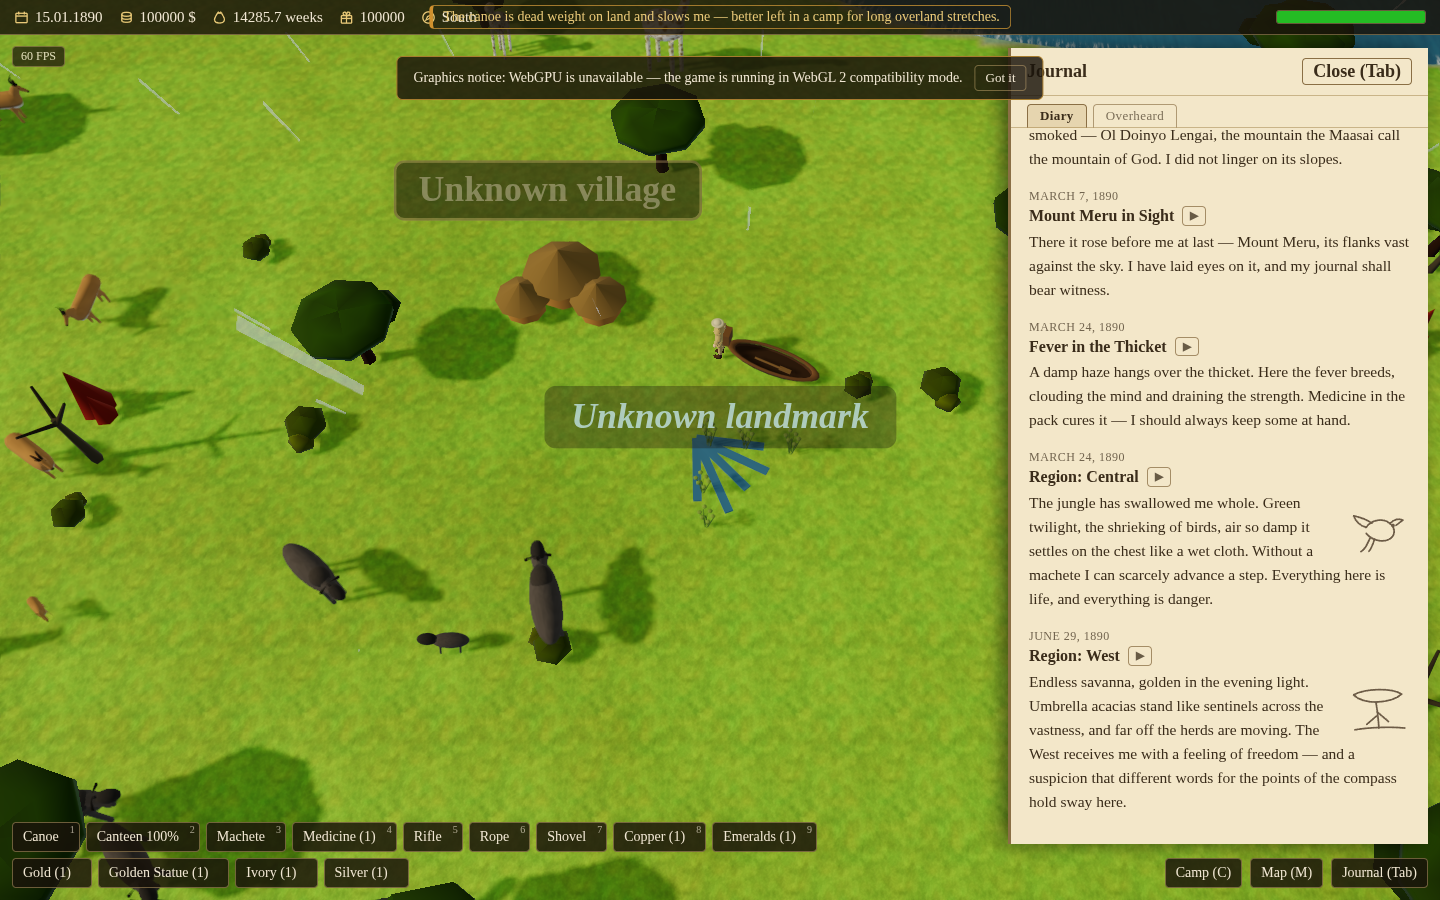 15.01.1890 100000 $ 14285.7 weeks 100000 South
The canoe is dead weight on land and slows me — better left in a camp for long overland stretches.
60 FPS
Graphics notice: WebGPU is unavailable — the game is running in WebGL 2 compatibility mode. Got it
Unknown village
Unknown landmark
Journal
Close (Tab)
Diary Overheard
smoked — Ol Doinyo Lengai, the mountain the Maasai call
the mountain of God. I did not linger on its slopes.
MARCH 7, 1890
Mount Meru in Sight
There it rose before me at last — Mount Meru, its flanks vast
against the sky. I have laid eyes on it, and my journal shall
bear witness.
MARCH 24, 1890
Fever in the Thicket
A damp haze hangs over the thicket. Here the fever breeds,
clouding the mind and draining the strength. Medicine in the
pack cures it — I should always keep some at hand.
MARCH 24, 1890
Region: Central
The jungle has swallowed me whole. Green
twilight, the shrieking of birds, air so damp it
settles on the chest like a wet cloth. Without a
machete I can scarcely advance a step. Everything here is
life, and everything is danger.
JUNE 29, 1890
Region: West
Endless savanna, golden in the evening light.
Umbrella acacias stand like sentinels across the
vastness, and far off the herds are moving. The
West receives me with a feeling of freedom — and a
suspicion that different words for the points of the compass
hold sway here.
Canoe 1 Canteen 100% 2 Machete 3 Medicine (1) 4 Rifle 5 Rope 6 Shovel 7 Copper (1) 8 Emeralds (1) 9
Gold (1) Golden Statue (1) Ivory (1) Silver (1)
Camp (C) Map (M) Journal (Tab)